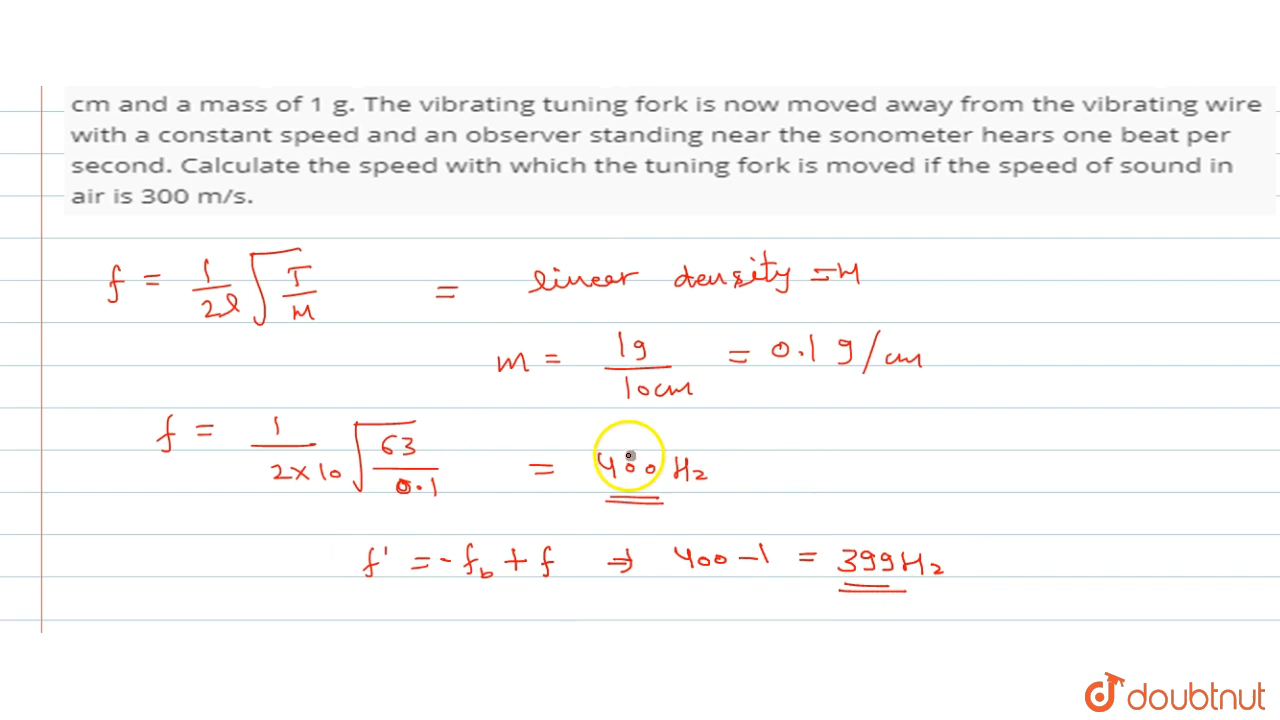 cm and a mass of 1 g. The vibrating tuning fork is now moved away from the vibrating wire
with a constant speed and an observer standing near the sonometer hears one beat per
second. Calculate the speed with which the tuning fork is moved if the speed of sound in
air is 300 m/s.
f = 1/2l √(T/M) = linear density = M
m = 1g/10cm = 0.1 g/cm
f = 1/2×10 √(63/0.1) = 400 Hz
f' = -f_b + f ⇒ 400 - 1 = 399 Hz
doubtnut